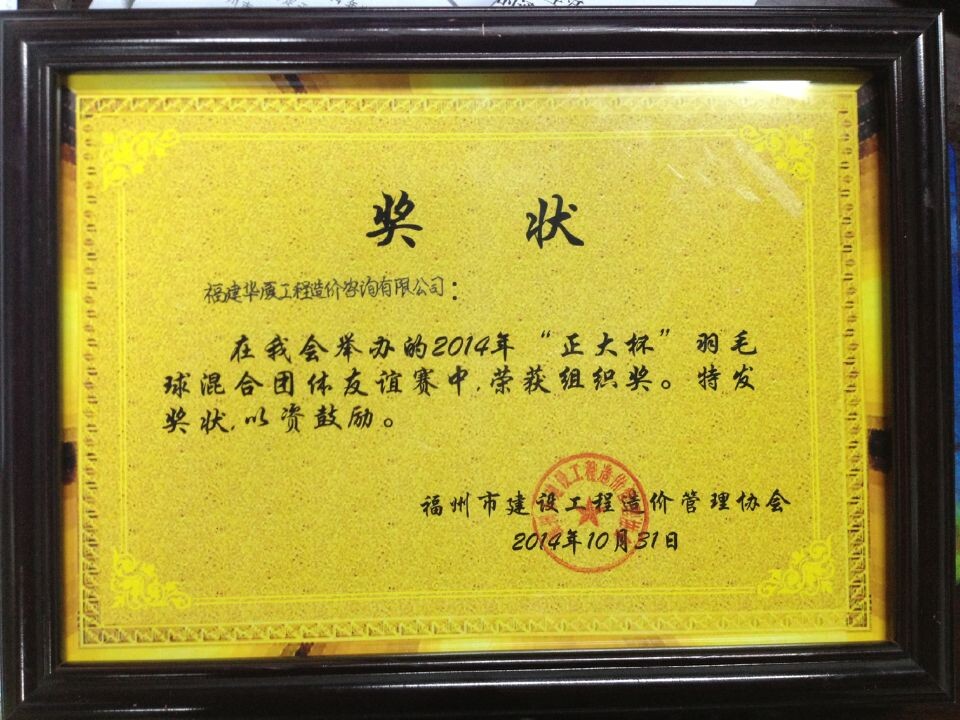 奖 状
福建华厦工程造价咨询有限公司：
在我会举办的2014年“正大杯”羽毛
球混合团体友谊赛中,荣获组织奖。特发
奖状,以资鼓励。
福州市建设工程造价管理协会
2014年10月31日